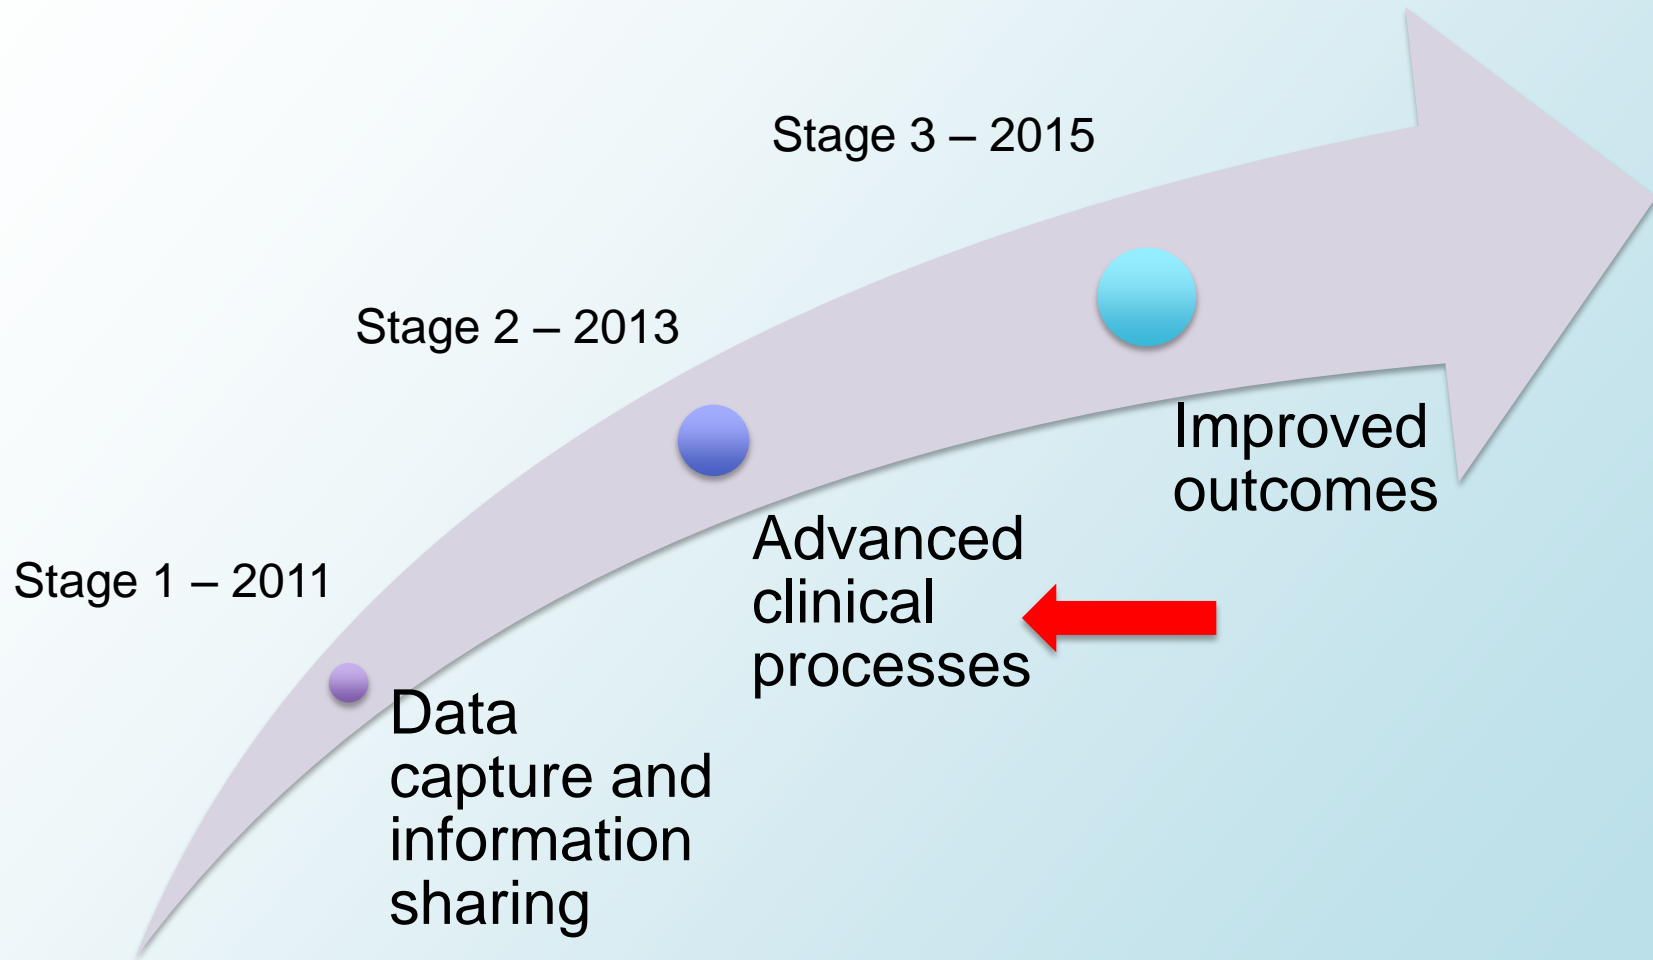 Stage 1 – 2011
Data
capture and
information
sharing
Stage 2 – 2013
Advanced
clinical
processes
Stage 3 – 2015
Improved
outcomes